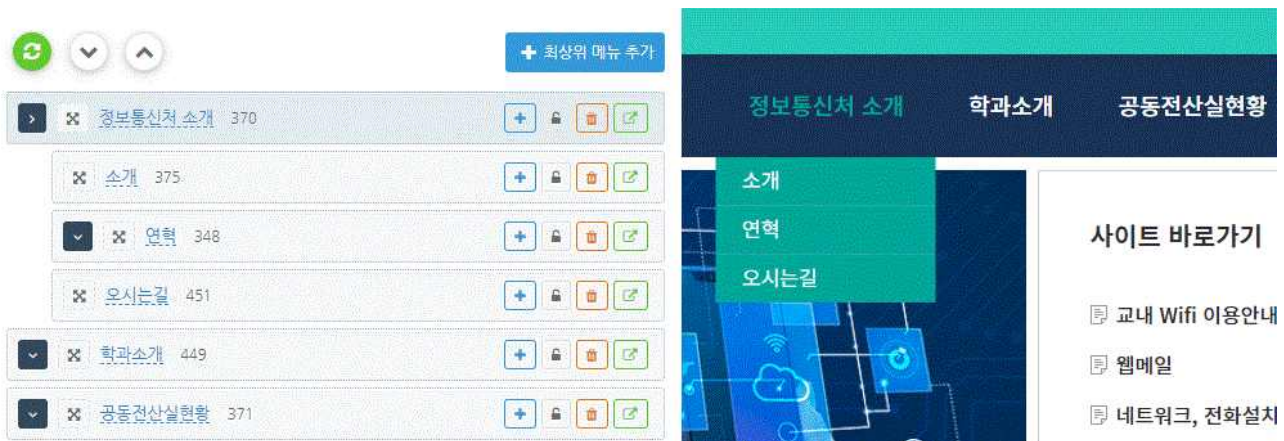 최상위 메뉴 추가
정보통신처 소개 370
소개 375
연혁 348
오시는길 451
학과소개 449
공동전산실현황 371
정보통신처 소개 학과소개 공동전산실현황
소개
연혁
오시는길
사이트 바로가기
교내 Wifi 이용안내
웹메일
네트워크, 전화설치